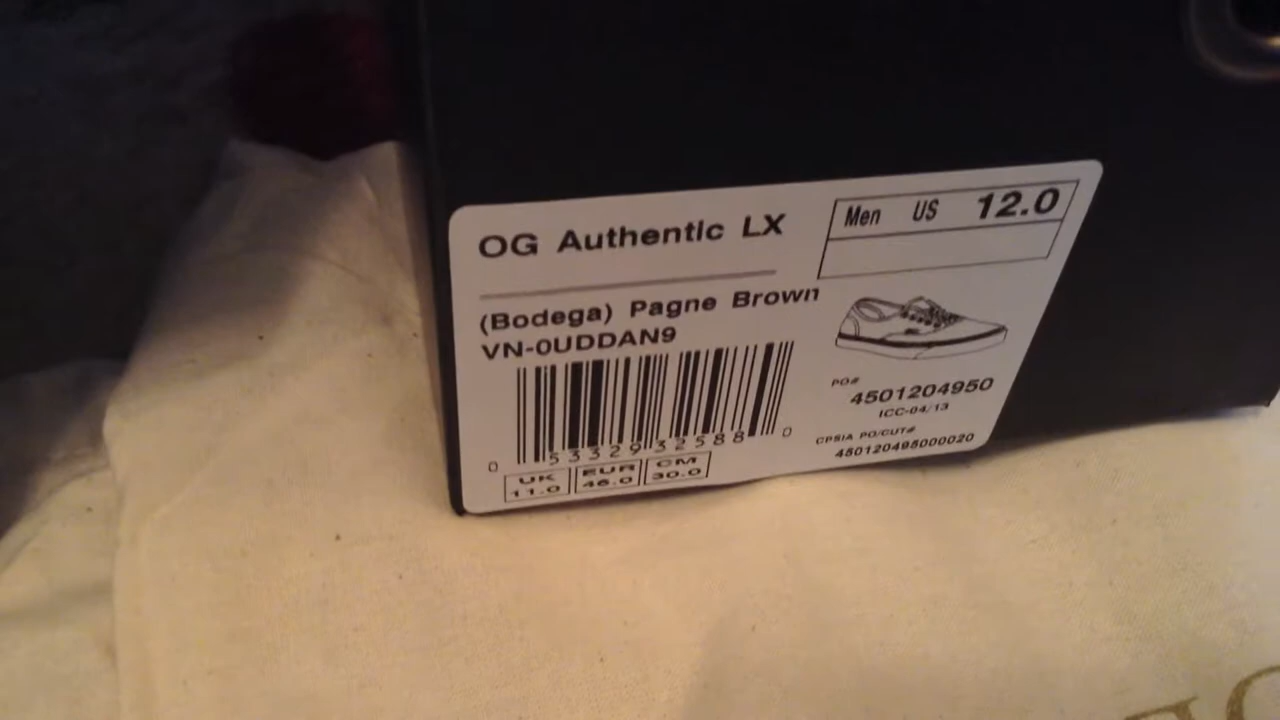 OG Authentic LX
Men US 12.0
(Bodega) Pagne Brown
VN-0UDDAN9
0 53329 32588 0
UK 11.0
EUR 46.0
CM 30.0
PO#
4501204950
ICC-04/13
CPSIA PO/CUT#
450120495000020